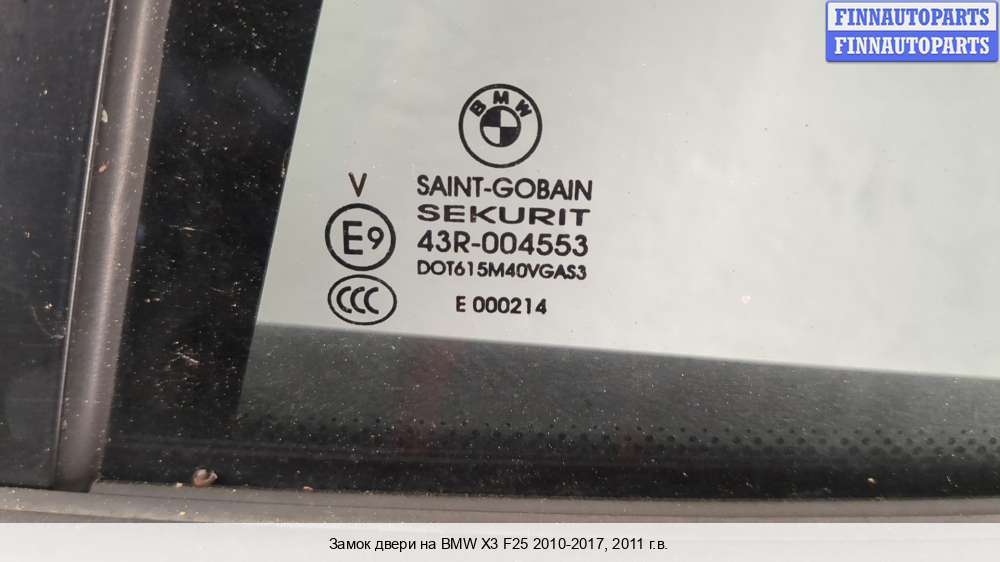 FINNAUTOPARTS
FINNAUTOPARTS
BMW
V
SAINT-GOBAIN
SEKURIT
E9
43R-004553
DOT615M40VGAS3
CCC
E 000214
Замок двери на BMW X3 F25 2010-2017, 2011 г.в.